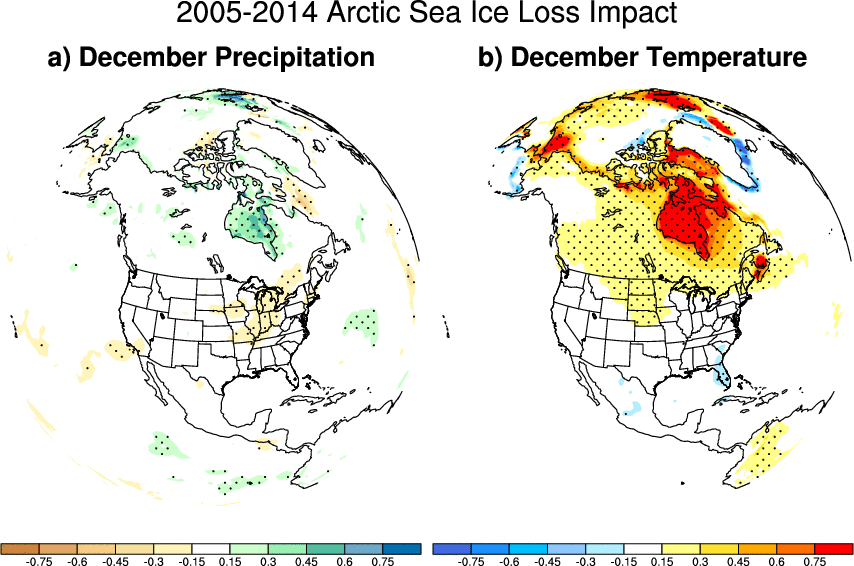 2005-2014 Arctic Sea Ice Loss Impact
a) December Precipitation
b) December Temperature
-0.75 -0.6 -0.45 -0.3 -0.15 0.15 0.3 0.45 0.6 0.75
-0.75 -0.6 -0.45 -0.3 -0.15 0.15 0.3 0.45 0.6 0.75